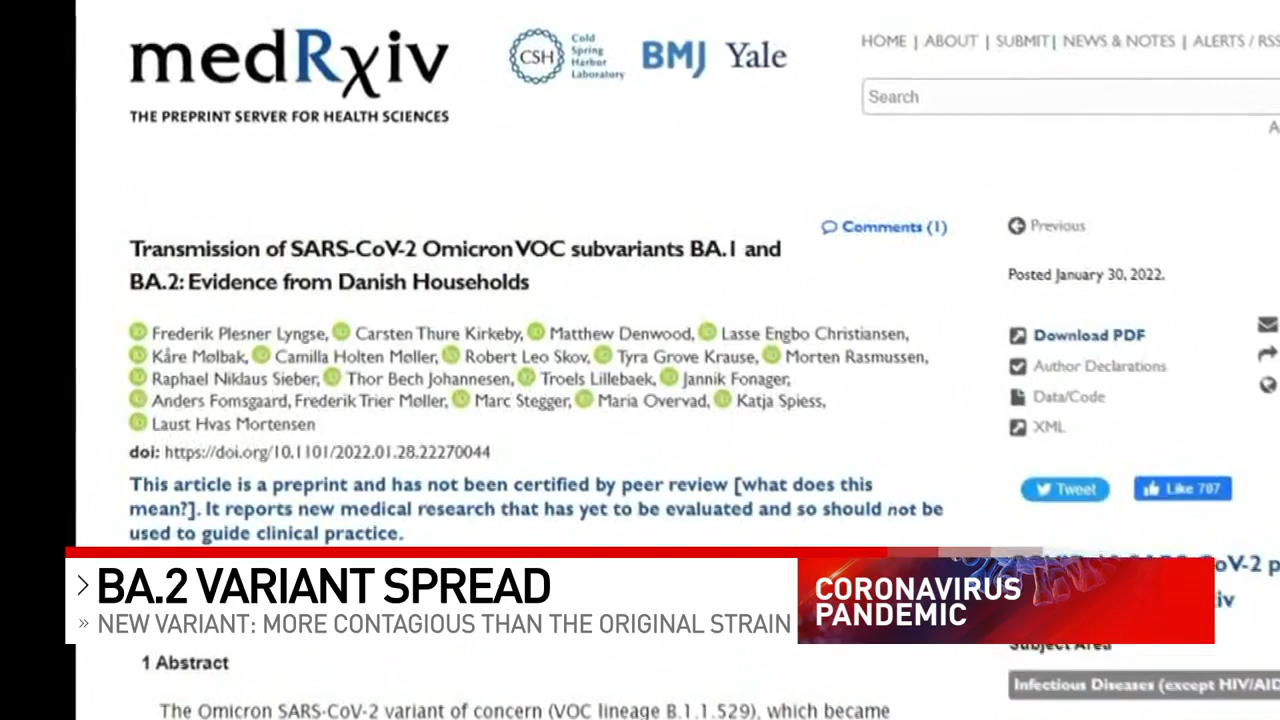 medRχiv
THE PREPRINT SERVER FOR HEALTH SCIENCES
CSH
Cold
Spring
Harbor
Laboratory
BMJ
Yale
HOME | ABOUT | SUBMIT| NEWS & NOTES | ALERTS / RSS
Search
Comments (1)
Transmission of SARS-CoV-2 Omicron VOC subvariants BA.1 and
BA.2: Evidence from Danish Households
Frederik Plesner Lyngse, Carsten Thure Kirkeby, Matthew Denwood, Lasse Engbo Christiansen,
Kåre Mølbak, Camilla Holten Møller, Robert Leo Skov, Tyra Grove Krause, Morten Rasmussen,
Raphael Niklaus Sieber, Thor Bech Johannesen, Troels Lillebaek, Jannik Fonager,
Anders Fomsgaard, Frederik Trier Møller, Marc Stegger, Maria Overvad, Katja Spiess,
Laust Hvas Mortensen
doi: https://doi.org/10.1101/2022.01.28.22270044
This article is a preprint and has not been certified by peer review [what does this
mean?]. It reports new medical research that has yet to be evaluated and so should not be
used to guide clinical practice.
Previous
Posted January 30, 2022.
Download PDF
Author Declarations
Data/Code
XML
Tweet
Like 707
BA.2 VARIANT SPREAD
NEW VARIANT: MORE CONTAGIOUS THAN THE ORIGINAL STRAIN
CORONAVIRUS
PANDEMIC
Subject Area
Infectious Diseases (except HIV/AID
1 Abstract
The Omicron SARS-CoV-2 variant of concern (VOC lineage B.1.1.529), which became